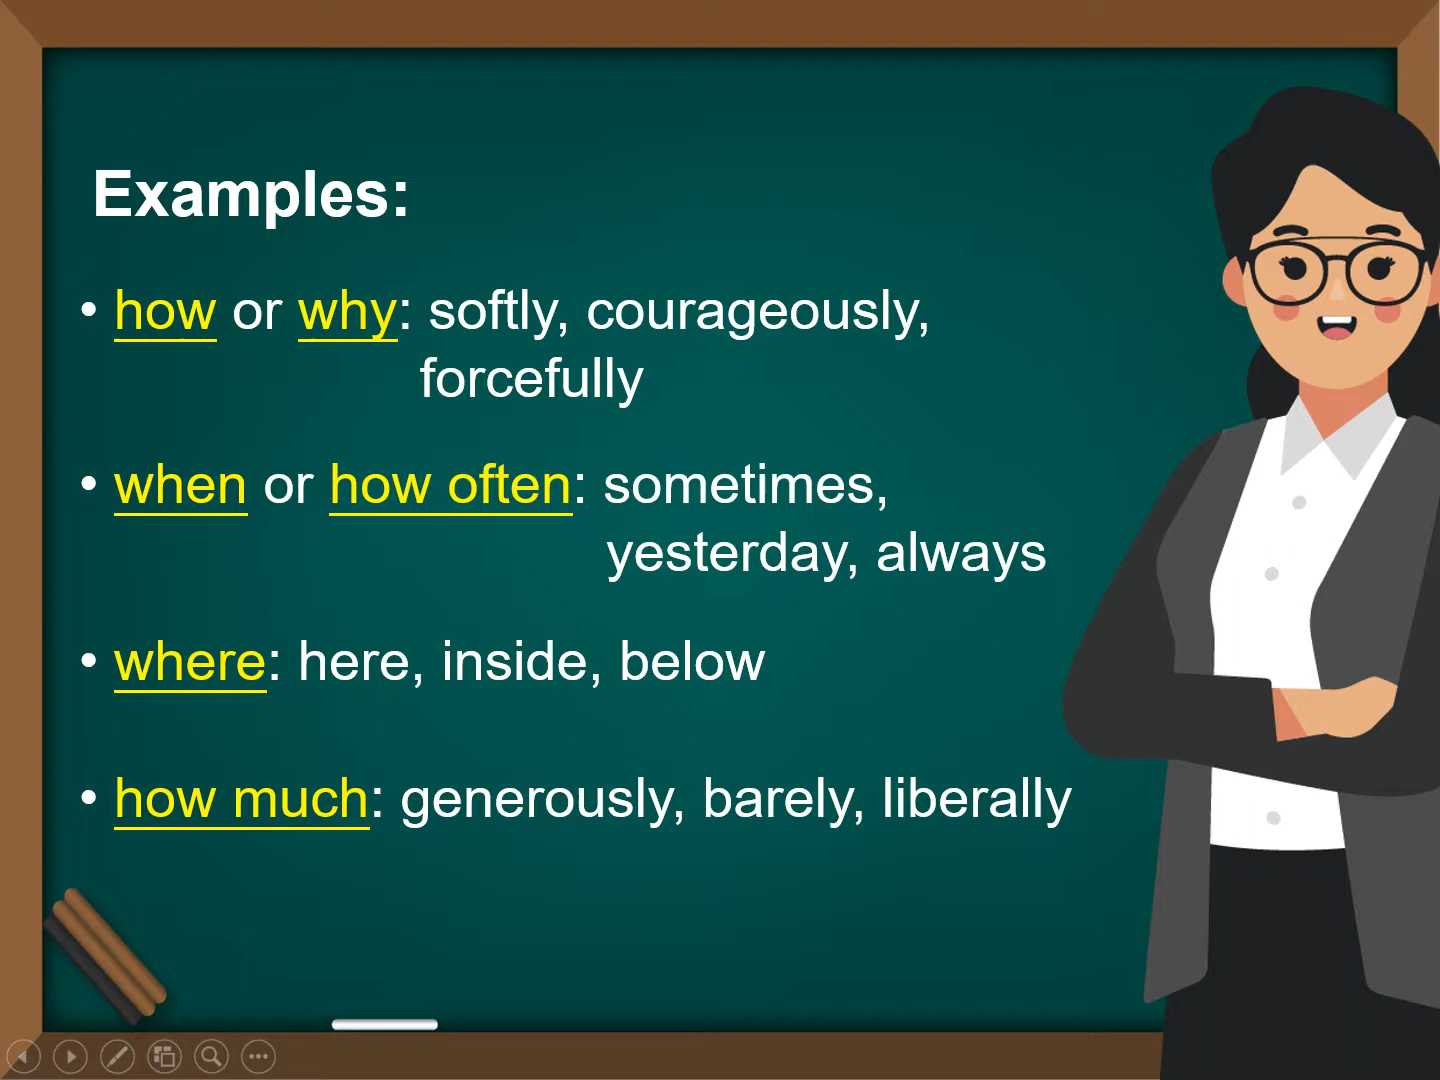 Examples:
• how or why: softly, courageously,
forcefully
• when or how often: sometimes,
yesterday, always
• where: here, inside, below
• how much: generously, barely, liberally